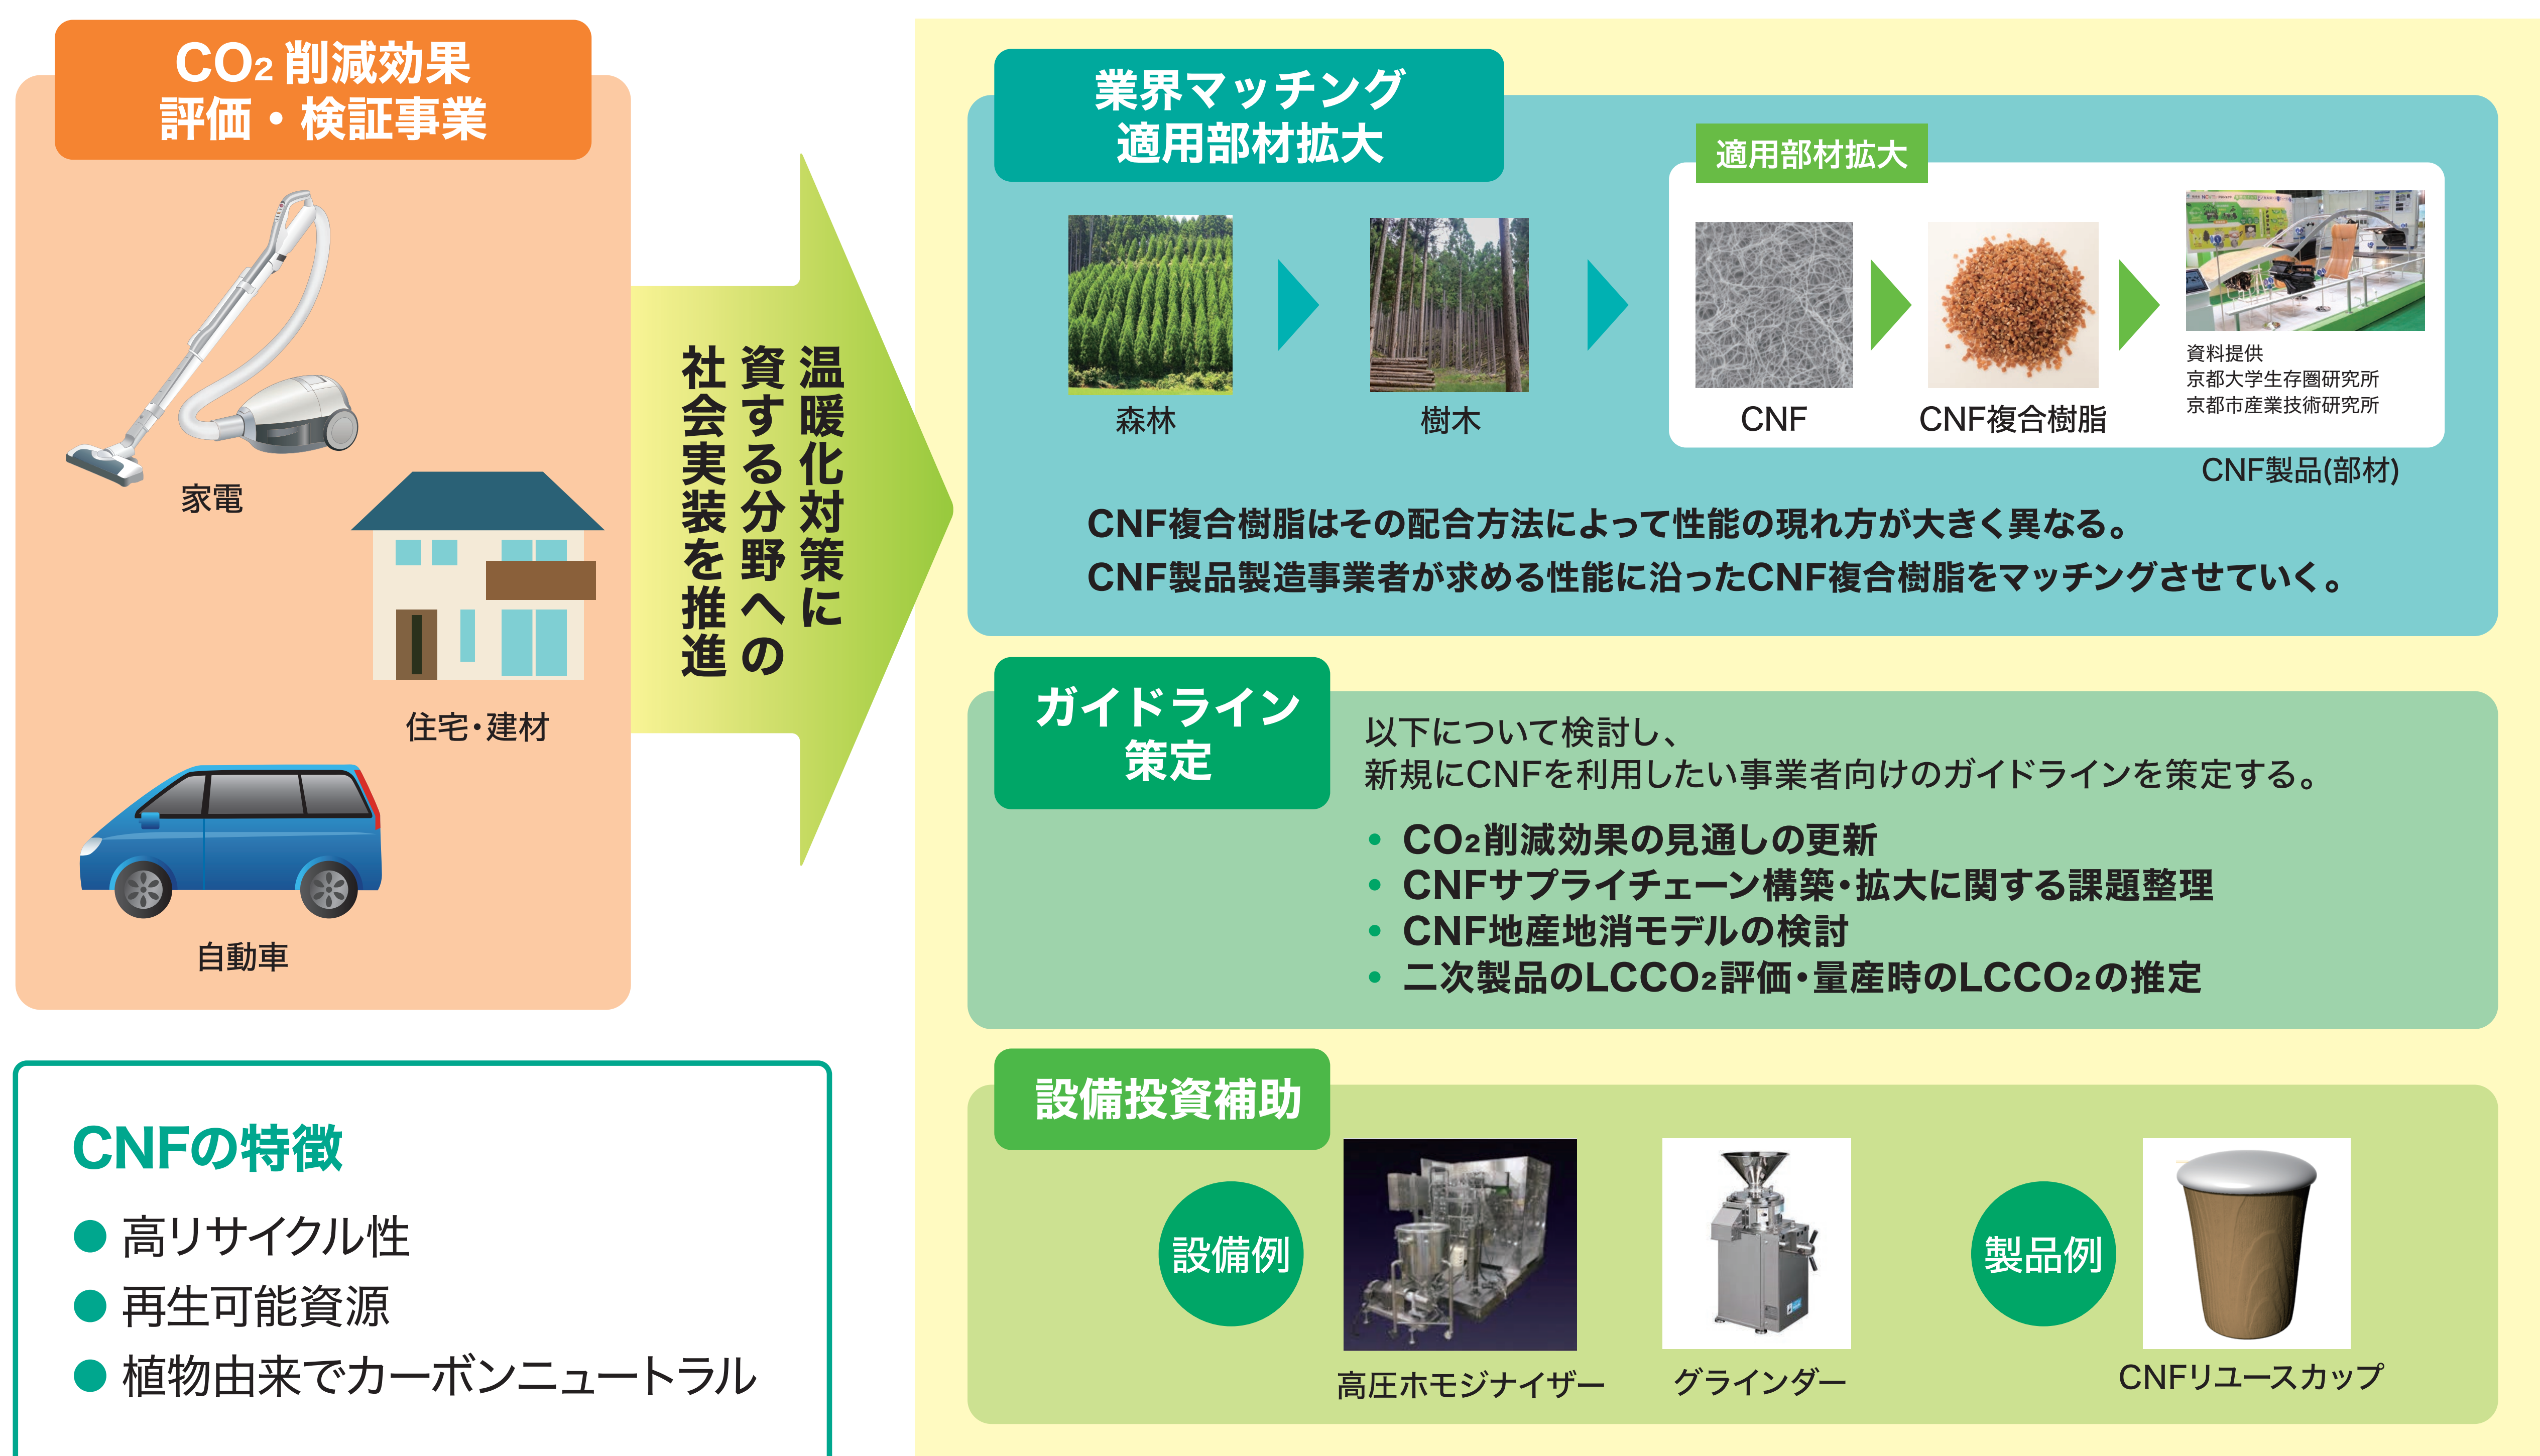 CO₂ 削減効果
評価・検証事業
家電
住宅・建材
自動車
温暖化対策に
資する分野への
社会実装を推進
業界マッチング
適用部材拡大
適用部材拡大
森林
樹木
CNF
CNF複合樹脂
資料提供
京都大学生存圏研究所
京都市産業技術研究所
CNF製品(部材)
CNF複合樹脂はその配合方法によって性能の現れ方が大きく異なる。
CNF製品製造事業者が求める性能に沿ったCNF複合樹脂をマッチングさせていく。
ガイドライン
策定
以下について検討し、
新規にCNFを利用したい事業者向けのガイドラインを策定する。
• CO₂削減効果の見通しの更新
• CNFサプライチェーン構築・拡大に関する課題整理
• CNF地産地消モデルの検討
• 二次製品のLCCO₂評価・量産時のLCCO₂の推定
設備投資補助
設備例
高圧ホモジナイザー
グラインダー
製品例
CNFリユースカップ
CNFの特徴
● 高リサイクル性
● 再生可能資源
● 植物由来でカーボンニュートラル